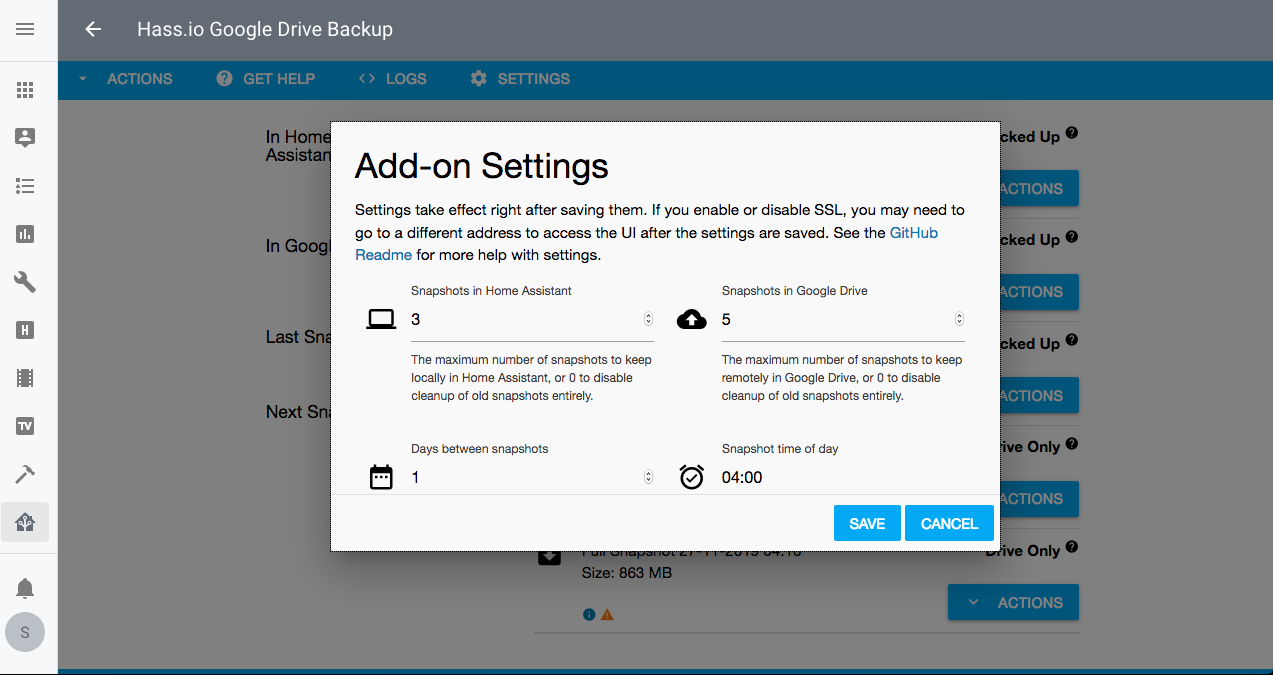 Hass.io Google Drive Backup
ACTIONS
GET HELP
LOGS
SETTINGS
In Home
Assistan
In Googl
Last Sna
Next Sna
cked Up
ACTIONS
cked Up
ACTIONS
cked Up
ACTIONS
ive Only
ACTIONS
Add-on Settings
Settings take effect right after saving them. If you enable or disable SSL, you may need to
go to a different address to access the UI after the settings are saved. See the GitHub
Readme for more help with settings.
Snapshots in Home Assistant
3
The maximum number of snapshots to keep
locally in Home Assistant, or 0 to disable
cleanup of old snapshots entirely.
Snapshots in Google Drive
5
The maximum number of snapshots to keep
remotely in Google Drive, or 0 to disable
cleanup of old snapshots entirely.
Days between snapshots
1
Snapshot time of day
04:00
SAVE
CANCEL
Full Snapshot 27-11-2019 04:10
Size: 863 MB
Drive Only
ACTIONS
H
TV
S